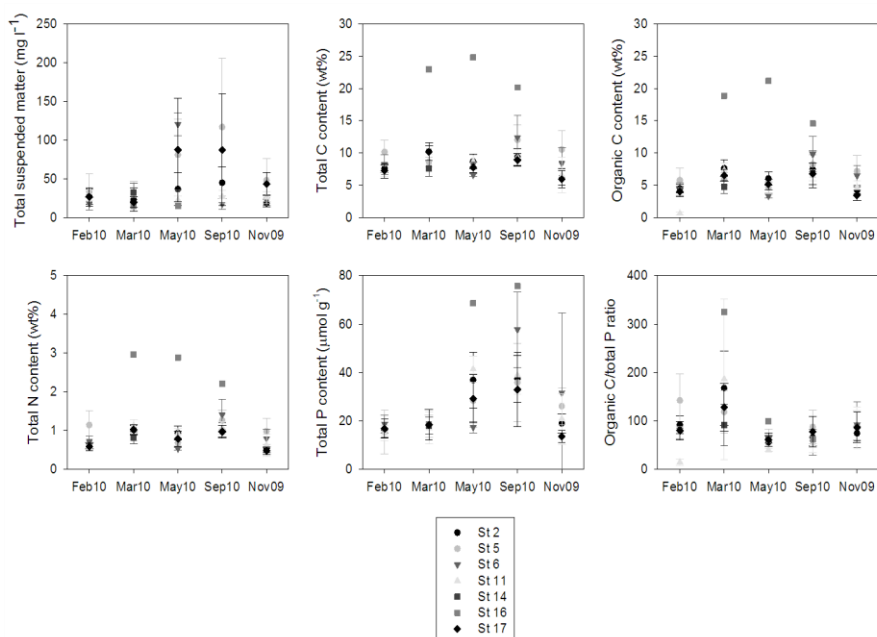 Total suspended matter (mg l⁻¹)
250
200
150
100
50
0
Feb10 Mar10 May10 Sep10 Nov09
Total C content (wt%)
30
25
20
15
10
5
0
Feb10 Mar10 May10 Sep10 Nov09
Organic C content (wt%)
30
25
20
15
10
5
0
Feb10 Mar10 May10 Sep10 Nov09
Total N content (wt%)
5
4
3
2
1
0
Feb10 Mar10 May10 Sep10 Nov09
Total P content (μmol g⁻¹)
80
60
40
20
0
Feb10 Mar10 May10 Sep10 Nov09
Organic C/total P ratio
400
300
200
100
0
Feb10 Mar10 May10 Sep10 Nov09
St 2
St 5
St 6
St 11
St 14
St 16
St 17